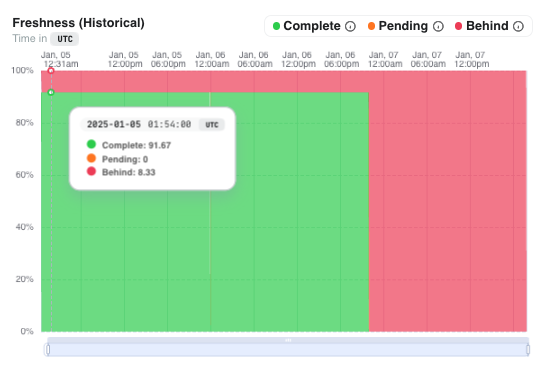 Freshness (Historical)
Time in UTC
Complete Pending Behind
Jan, 05 12:31am
Jan, 05 12:00pm
Jan, 05 06:00pm
Jan, 06 12:00am
Jan, 06 06:00am
Jan, 06 12:00pm
Jan, 06 06:00pm
Jan, 07 12:00am
Jan, 07 06:00am
Jan, 07 12:00pm
100%
80%
60%
40%
20%
0%
2025-01-05 01:54:00 UTC
Complete: 91.67
Pending: 0
Behind: 8.33